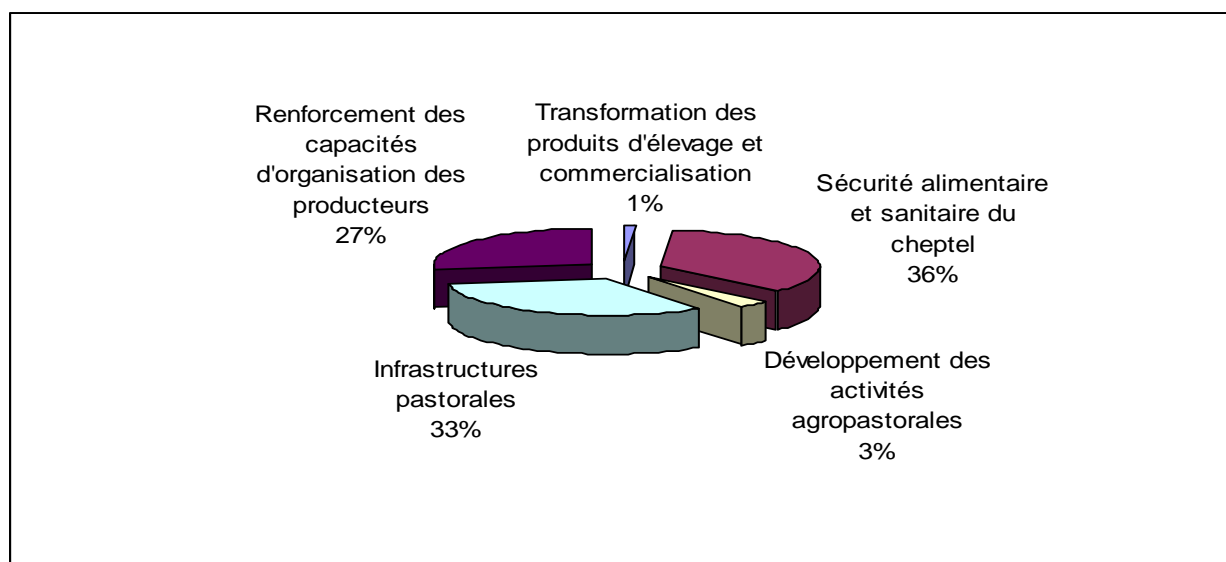 Renforcement des
capacités
d'organisation des
producteurs
27%
Transformation des
produits d'élevage et
commercialisation
1%
Sécurité alimentaire
et sanitaire du
cheptel
36%
Infrastructures
pastorales
33%
Développement des
activités
agropastorales
3%